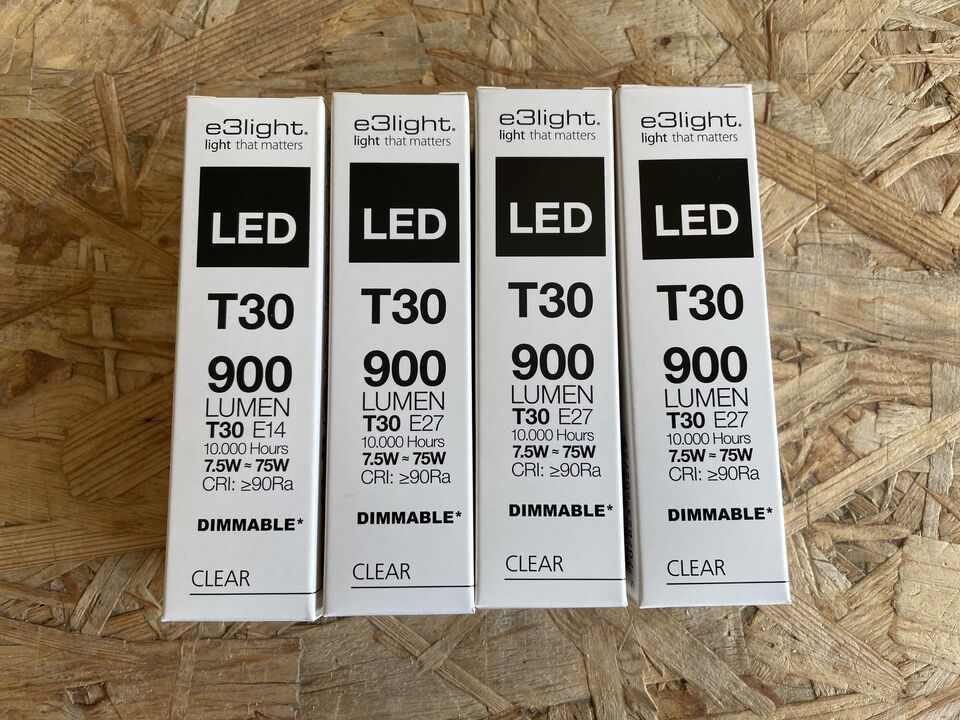 e3light®
light that matters
LED
T30
900
LUMEN
T30 E14
10.000 Hours
7.5W ≈ 75W
CRI: ≥90Ra
DIMMABLE*
CLEAR
e3light®
light that matters
LED
T30
900
LUMEN
T30 E27
10.000 Hours
7.5W ≈ 75W
CRI: ≥90Ra
DIMMABLE*
CLEAR
e3light®
light that matters
LED
T30
900
LUMEN
T30 E27
10.000 Hours
7.5W ≈ 75W
CRI: ≥90Ra
DIMMABLE*
CLEAR
e3light®
light that matters
LED
T30
900
LUMEN
T30 E27
10.000 Hours
7.5W ≈ 75W
CRI: ≥90Ra
DIMMABLE*
CLEAR